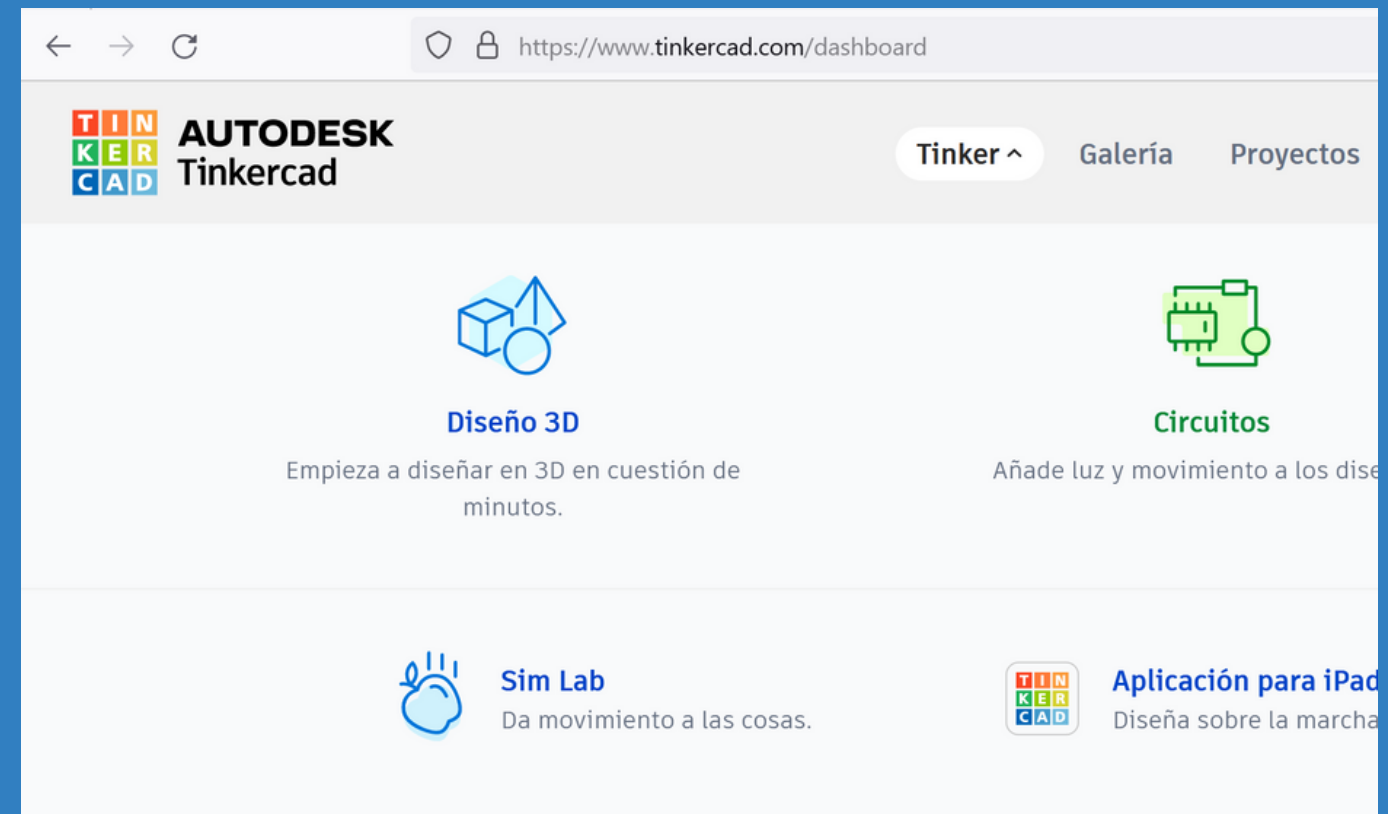 https://www.tinkercad.com/dashboard
TIN
KER
CAD
AUTODESK
Tinkercad
Tinker
Galería
Proyectos
Diseño 3D
Empieza a diseñar en 3D en cuestión de
minutos.
Circuitos
Añade luz y movimiento a los
Sim Lab
Da movimiento a las cosas.
TIN
KER
CAD
Aplicación para iPad
Diseña sobre la marcha